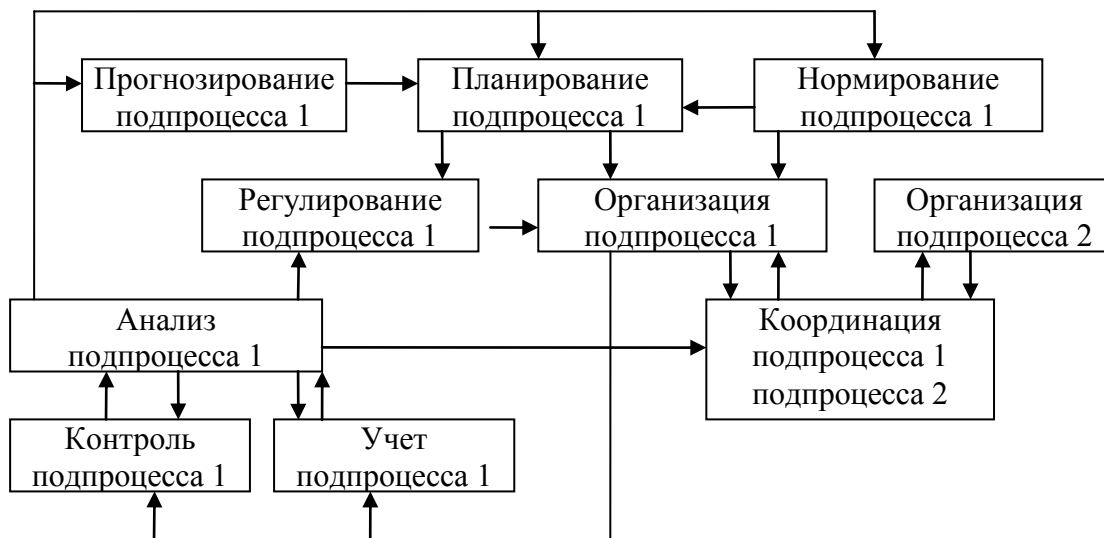 Прогнозирование
подпроцесса 1
Планирование
подпроцесса 1
Нормирование
подпроцесса 1
Регулирование
подпроцесса 1
Организация
подпроцесса 1
Организация
подпроцесса 2
Анализ
подпроцесса 1
Координация
подпроцесса 1
подпроцесса 2
Контроль
подпроцесса 1
Учет
подпроцесса 1